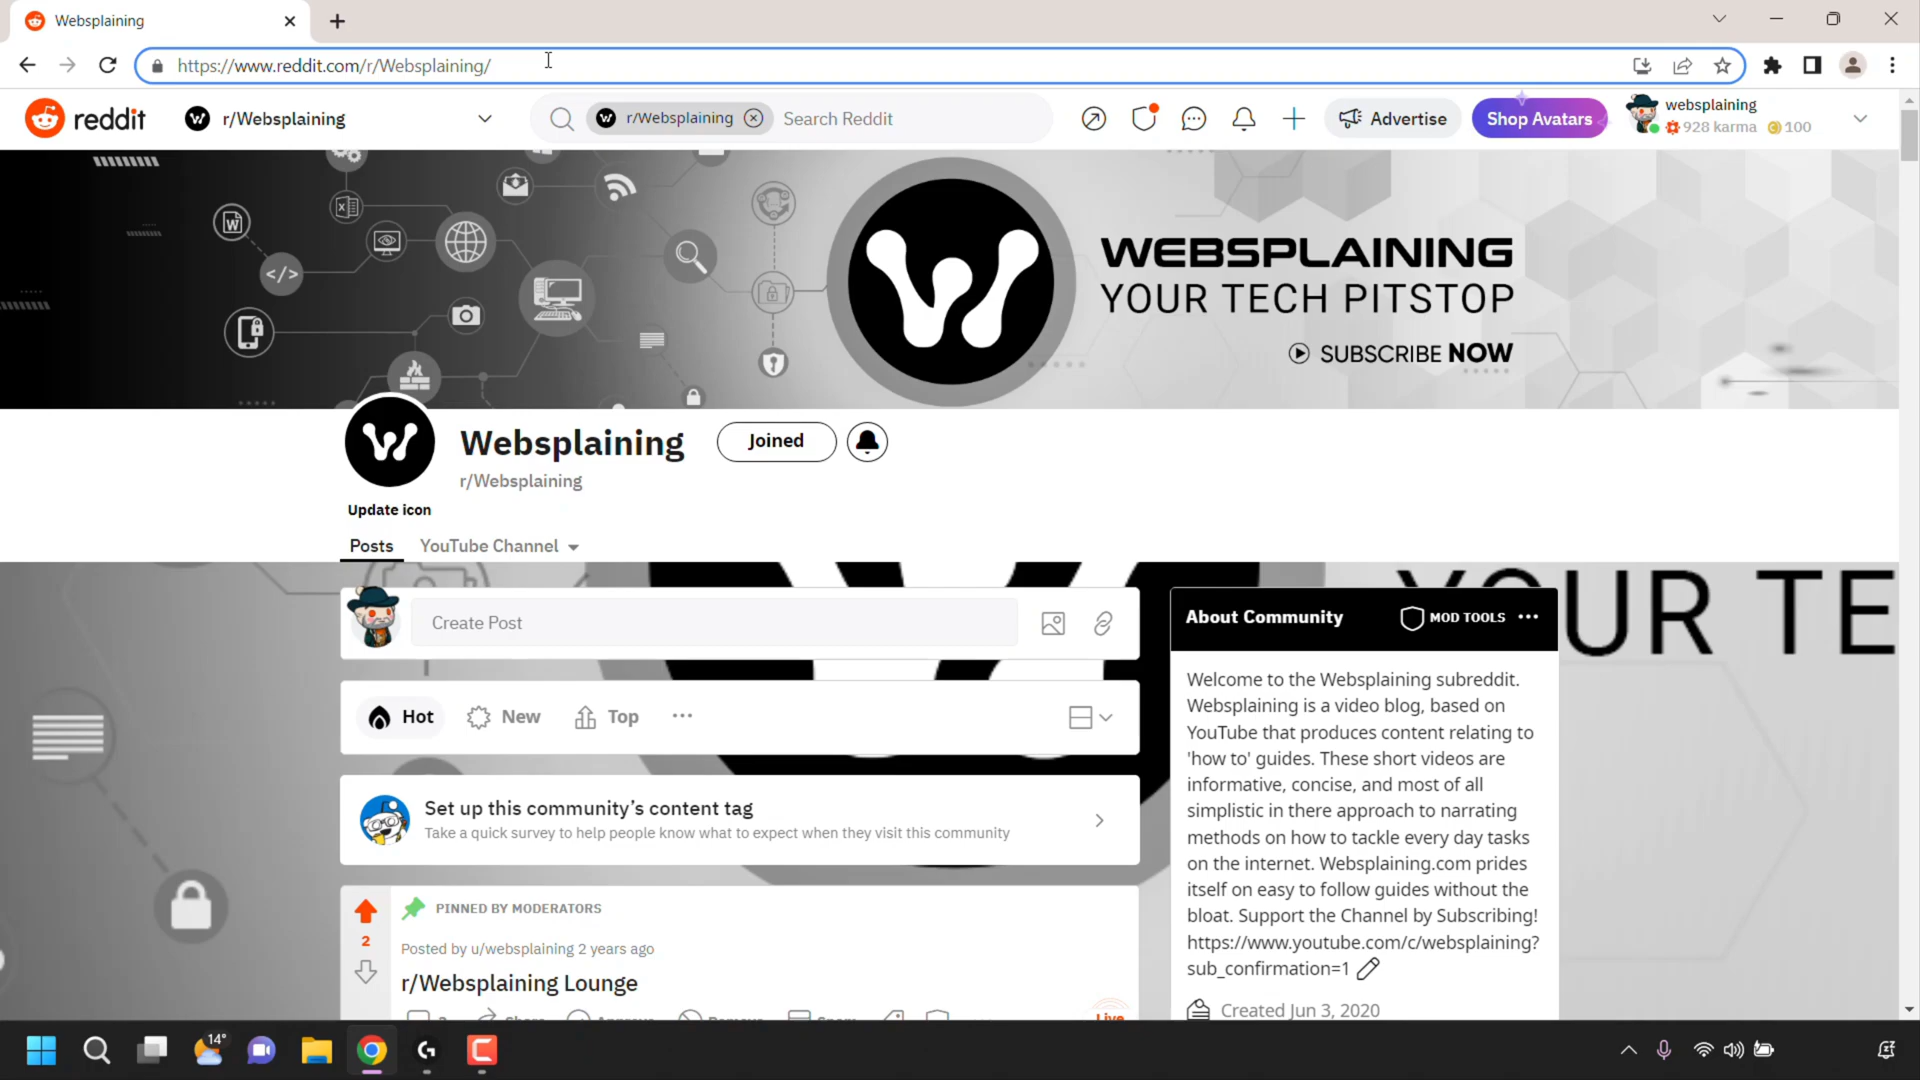 Websplaining
https://www.reddit.com/r/Websplaining/
reddit
r/Websplaining
r/Websplaining
Search Reddit
Advertise
Shop Avatars
websplaining
928 karma
100
WEBSPLAINING
YOUR TECH PITSTOP
SUBSCRIBE NOW
Websplaining
Joined
r/Websplaining
Update icon
Posts
YouTube Channel
YOUR TE
Create Post
Hot
New
Top
Set up this community's content tag
Take a quick survey to help people know what to expect when they visit this community
PINNED BY MODERATORS
2
Posted by u/websplaining 2 years ago
r/Websplaining Lounge
Share
Approve
Remove
Spam
Live
About Community
MOD TOOLS
Welcome to the Websplaining subreddit.
Websplaining is a video blog, based on
YouTube that produces content relating to
'how to' guides. These short videos are
informative, concise, and most of all
simplistic in there approach to narrating
methods on how to tackle every day tasks
on the internet. Websplaining.com prides
itself on easy to follow guides without the
bloat. Support the Channel by Subscribing!
https://www.youtube.com/c/websplaining?
sub_confirmation=1
Created Jun 3, 2020
14°